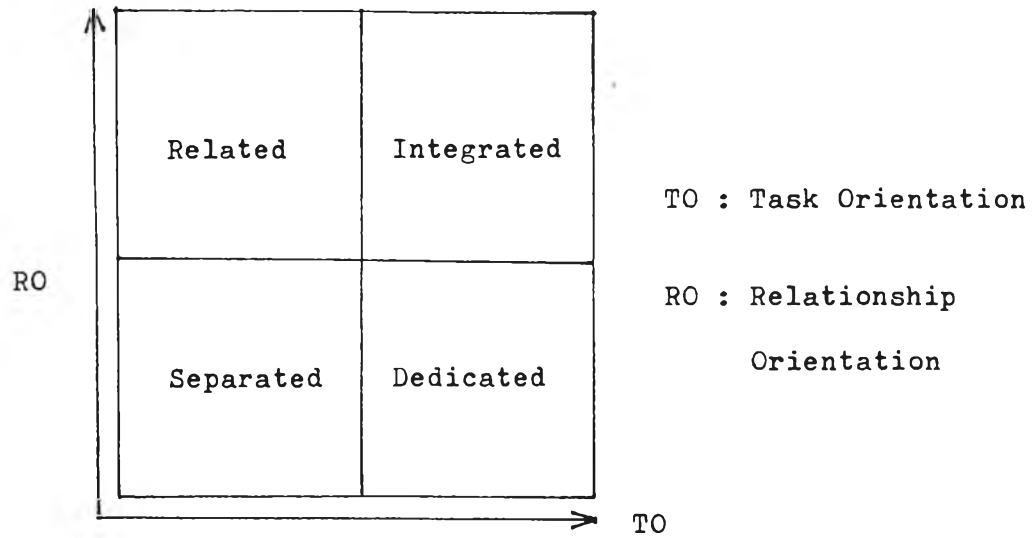 Related Integrated
TO : Task Orientation
RO
RO : Relationship
Orientation
Separated Dedicated
TO